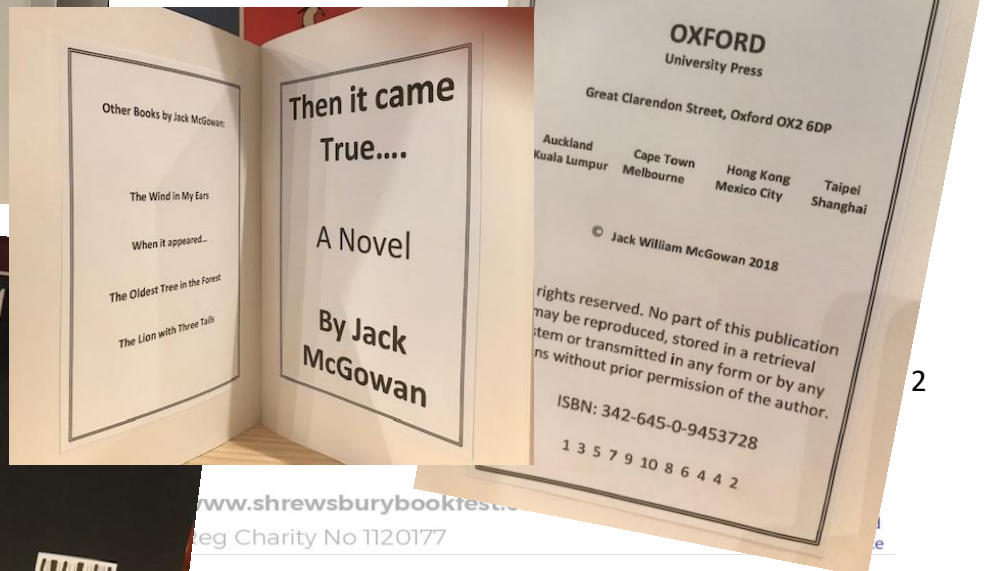 Other Books by Jack McGowan:
The Wind in My Ears
When it appeared...
The Oldest Tree in the Forest
The Lion with Three Tails
Then it came
True....
A Novel
By Jack
McGowan
OXFORD
University Press
Great Clarendon Street, Oxford OX2 6DP
Auckland Cape Town Hong Kong Taipei
Kuala Lumpur Melbourne Mexico City Shanghai
© Jack William McGowan 2018
rights reserved. No part of this publication
may be reproduced, stored in a retrieval
or transmitted in any form or by any
without prior permission of the author.
ISBN: 342-645-0-9453728
1 3 5 7 9 10 8 6 4 4 2
2
www.shrewsburybookfest.
Reg Charity No 1120177